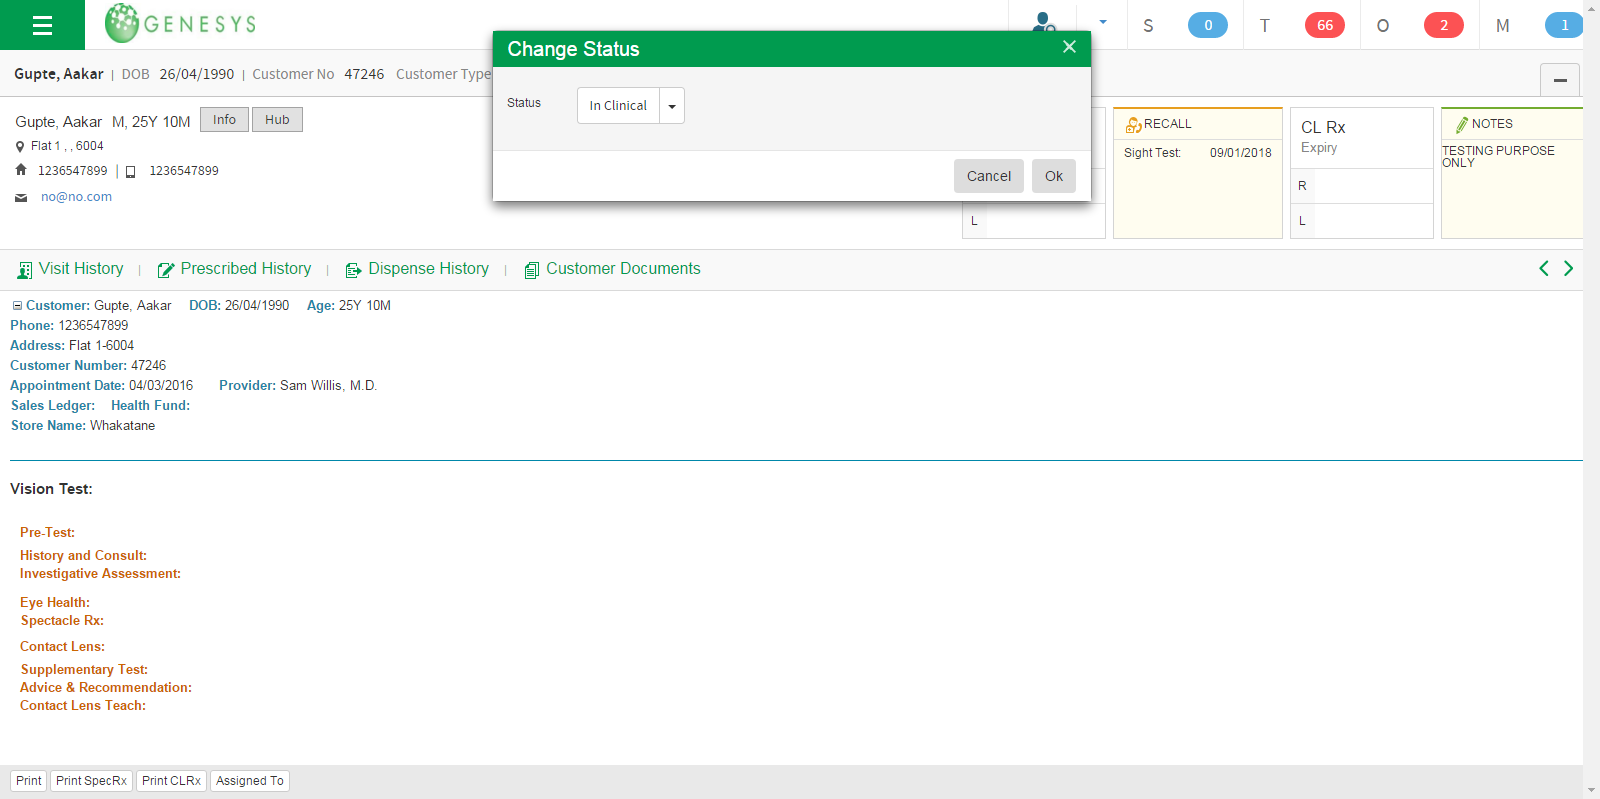 GENESYS
S 0 T 66 O 2 M 1
Change Status
Gupte, Aakar | DOB 26/04/1990 | Customer No 47246 Customer Type
Status In Clinical
Cancel Ok
Gupte, Aakar M, 25Y 10M Info Hub
Flat 1 , , 6004
1236547899 | 1236547899
no@no.com
L
RECALL
Sight Test: 09/01/2018
CL Rx
Expiry
R
L
NOTES
TESTING PURPOSE
ONLY
Visit History | Prescribed History | Dispense History | Customer Documents
Customer: Gupte, Aakar DOB: 26/04/1990 Age: 25Y 10M
Phone: 1236547899
Address: Flat 1-6004
Customer Number: 47246
Appointment Date: 04/03/2016 Provider: Sam Willis, M.D.
Sales Ledger: Health Fund:
Store Name: Whakatane
Vision Test:
Pre-Test:
History and Consult:
Investigative Assessment:
Eye Health:
Spectacle Rx:
Contact Lens:
Supplementary Test:
Advice & Recommendation:
Contact Lens Teach:
Print Print SpecRx Print CLRx Assigned To